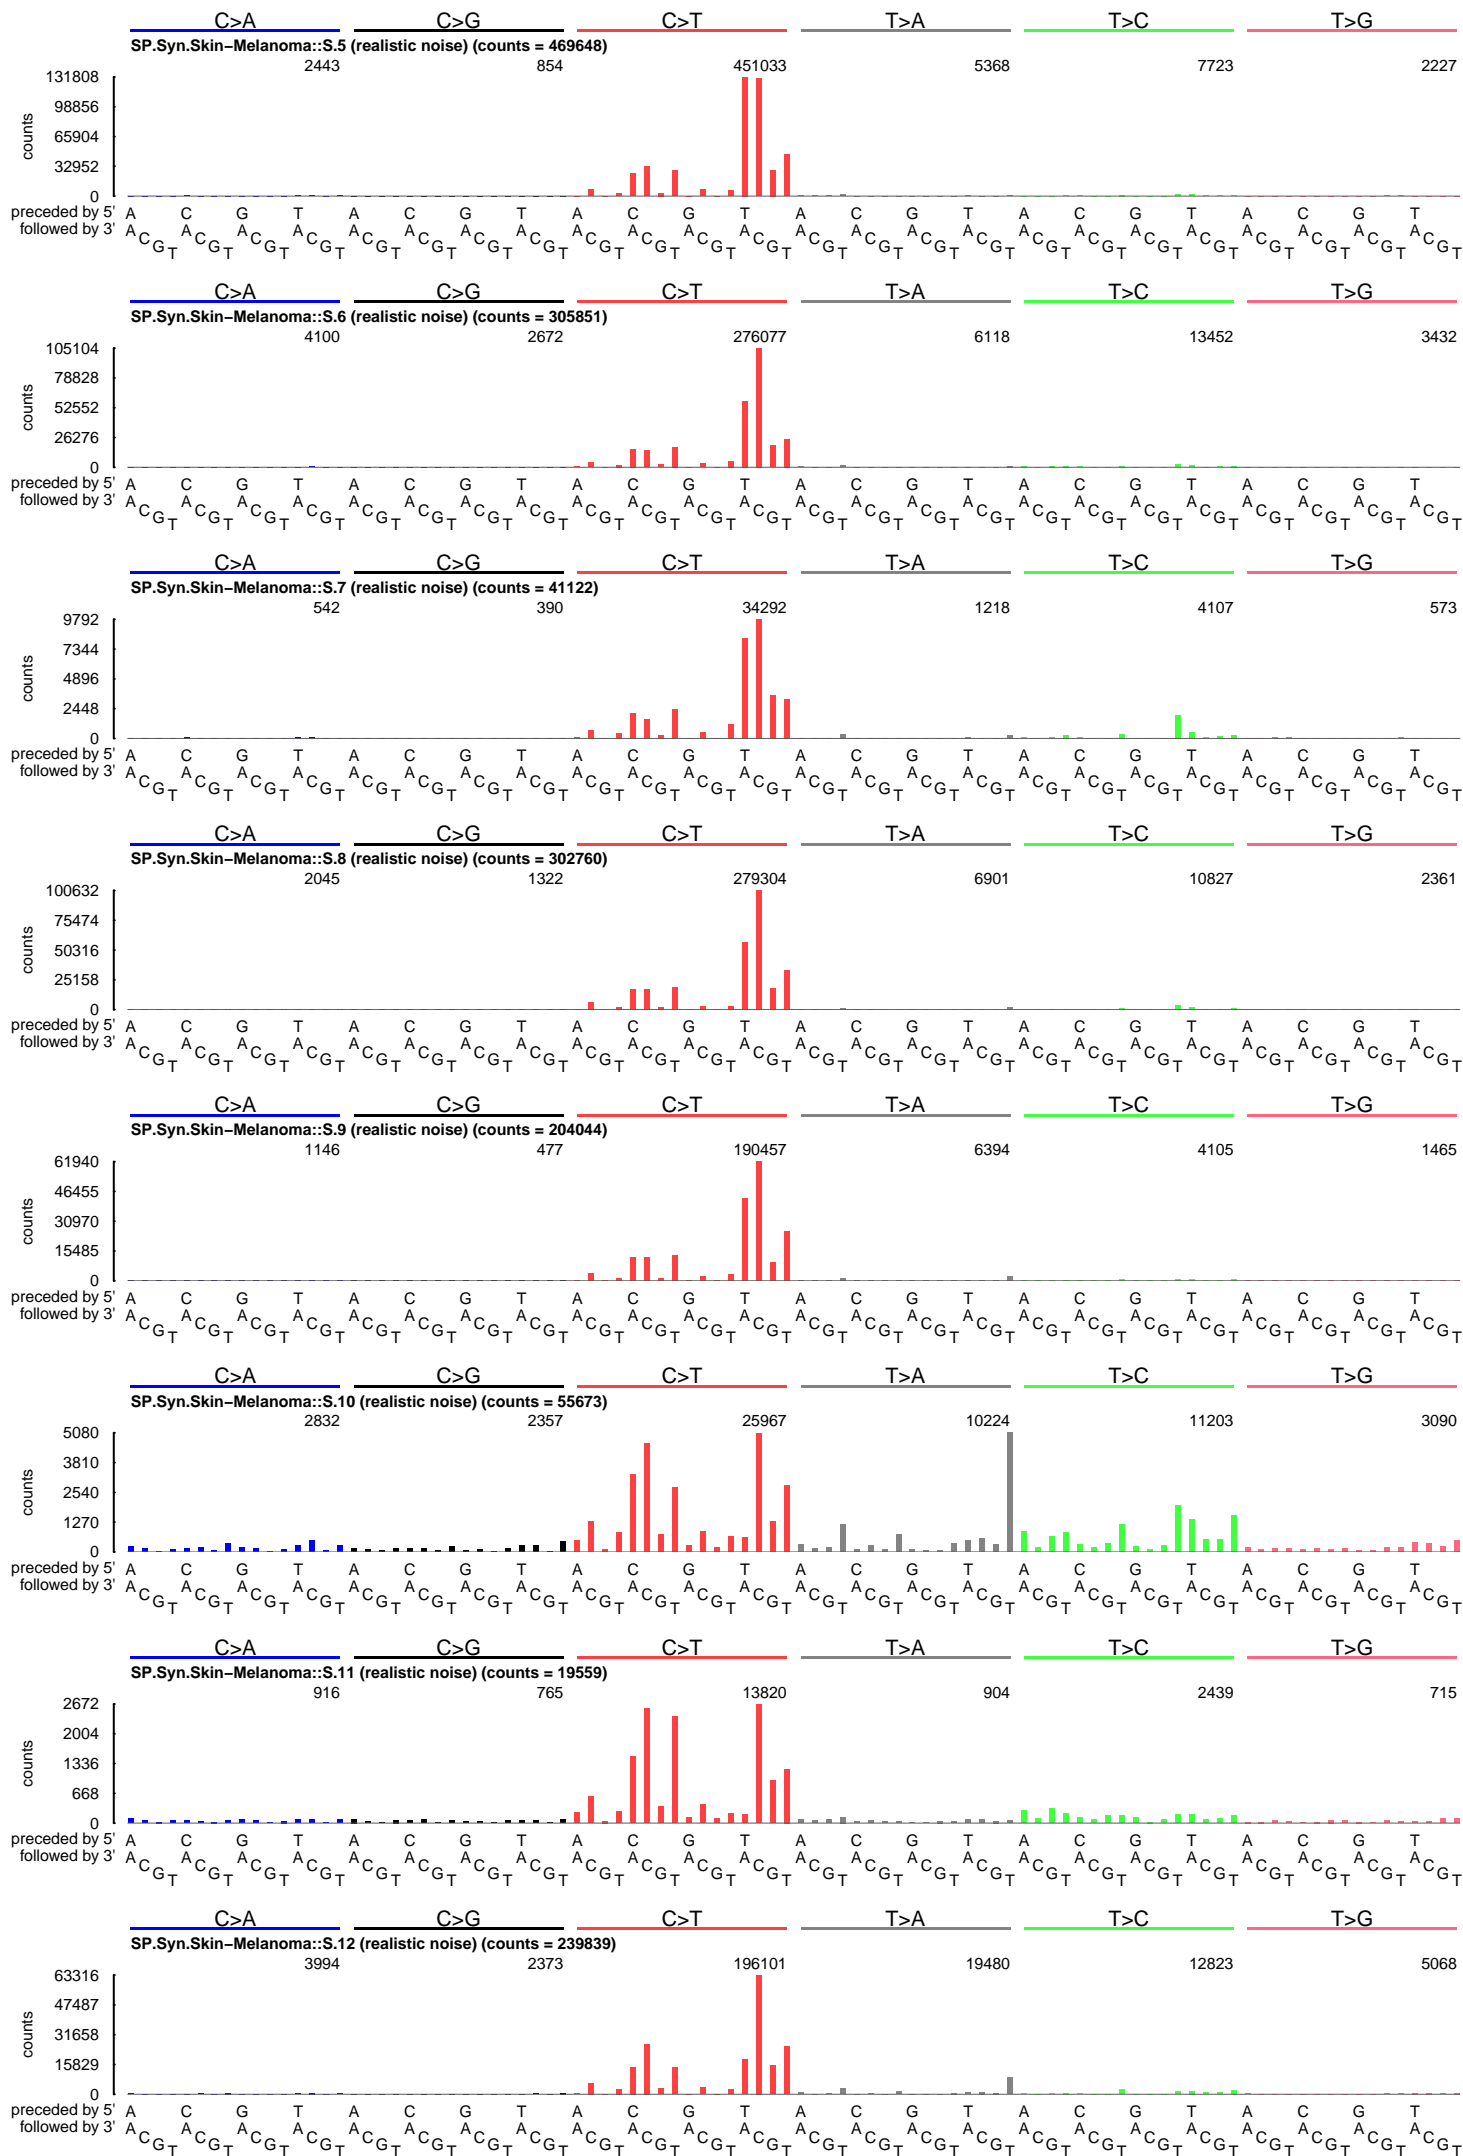 C>A C>G C>T T>A T>C T>G
SP.Syn.Skin−Melanoma::S.5 (realistic noise) (counts = 469648)
2443 854 451033 5368 7723 2227
131808
98856
65904
32952
0
counts
preceded by 5' A C G T A C G T A C G T A C G T A C G T A C G T
followed by 3' A C G T A C G T A C G T A C G T A C G T A C G T A C G T A C G T A C G T A C G T A C G T A C G T A C G T A C G T A C G T A C G T A C G T A C G T A C G T A C G T A C G T A C G T A C G T A C G T
C>A C>G C>T T>A T>C T>G
SP.Syn.Skin−Melanoma::S.6 (realistic noise) (counts = 305851)
4100 2672 276077 6118 13452 3432
105104
78828
52552
26276
0
counts
preceded by 5' A C G T A C G T A C G T A C G T A C G T A C G T
followed by 3' A C G T A C G T A C G T A C G T A C G T A C G T A C G T A C G T A C G T A C G T A C G T A C G T A C G T A C G T A C G T A C G T A C G T A C G T A C G T A C G T A C G T A C G T A C G T A C G T
C>A C>G C>T T>A T>C T>G
SP.Syn.Skin−Melanoma::S.7 (realistic noise) (counts = 41122)
542 390 34292 1218 4107 573
9792
7344
4896
2448
0
counts
preceded by 5' A C G T A C G T A C G T A C G T A C G T A C G T
followed by 3' A C G T A C G T A C G T A C G T A C G T A C G T A C G T A C G T A C G T A C G T A C G T A C G T A C G T A C G T A C G T A C G T A C G T A C G T A C G T A C G T A C G T A C G T A C G T A C G T
C>A C>G C>T T>A T>C T>G
SP.Syn.Skin−Melanoma::S.8 (realistic noise) (counts = 302760)
2045 1322 279304 6901 10827 2361
100632
75474
50316
25158
0
counts
preceded by 5' A C G T A C G T A C G T A C G T A C G T A C G T
followed by 3' A C G T A C G T A C G T A C G T A C G T A C G T A C G T A C G T A C G T A C G T A C G T A C G T A C G T A C G T A C G T A C G T A C G T A C G T A C G T A C G T A C G T A C G T A C G T A C G T
C>A C>G C>T T>A T>C T>G
SP.Syn.Skin−Melanoma::S.9 (realistic noise) (counts = 204044)
1146 477 190457 6394 4105 1465
61940
46455
30970
15485
0
counts
preceded by 5' A C G T A C G T A C G T A C G T A C G T A C G T
followed by 3' A C G T A C G T A C G T A C G T A C G T A C G T A C G T A C G T A C G T A C G T A C G T A C G T A C G T A C G T A C G T A C G T A C G T A C G T A C G T A C G T A C G T A C G T A C G T A C G T
C>A C>G C>T T>A T>C T>G
SP.Syn.Skin−Melanoma::S.10 (realistic noise) (counts = 55673)
2832 2357 25967 10224 11203 3090
5080
3810
2540
1270
0
counts
preceded by 5' A C G T A C G T A C G T A C G T A C G T A C G T
followed by 3' A C G T A C G T A C G T A C G T A C G T A C G T A C G T A C G T A C G T A C G T A C G T A C G T A C G T A C G T A C G T A C G T A C G T A C G T A C G T A C G T A C G T A C G T A C G T A C G T
C>A C>G C>T T>A T>C T>G
SP.Syn.Skin−Melanoma::S.11 (realistic noise) (counts = 19559)
916 765 13820 904 2439 715
2672
2004
1336
668
0
counts
preceded by 5' A C G T A C G T A C G T A C G T A C G T A C G T
followed by 3' A C G T A C G T A C G T A C G T A C G T A C G T A C G T A C G T A C G T A C G T A C G T A C G T A C G T A C G T A C G T A C G T A C G T A C G T A C G T A C G T A C G T A C G T A C G T A C G T
C>A C>G C>T T>A T>C T>G
SP.Syn.Skin−Melanoma::S.12 (realistic noise) (counts = 239839)
3994 2373 196101 19480 12823 5068
63316
47487
31658
15829
0
counts
preceded by 5' A C G T A C G T A C G T A C G T A C G T A C G T
followed by 3' A C G T A C G T A C G T A C G T A C G T A C G T A C G T A C G T A C G T A C G T A C G T A C G T A C G T A C G T A C G T A C G T A C G T A C G T A C G T A C G T A C G T A C G T A C G T A C G T